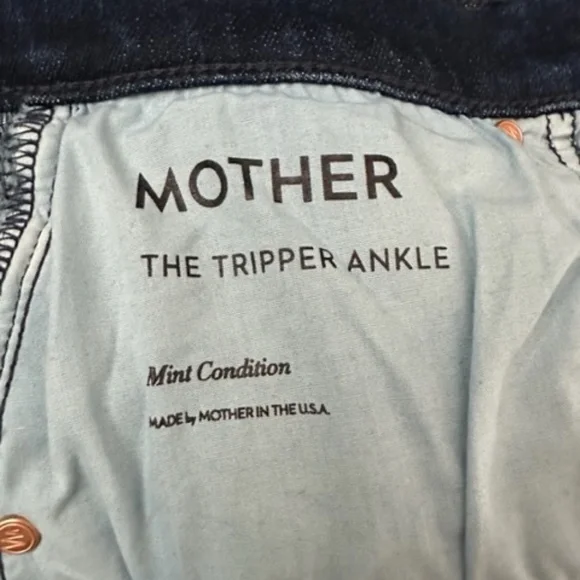 MOTHER
THE TRIPPER ANKLE
Mint Condition
MADE by MOTHER IN THE U.S.A.